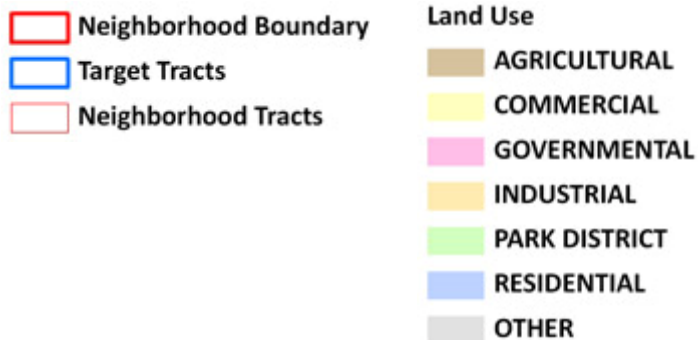 Neighborhood Boundary
Target Tracts
Neighborhood Tracts
Land Use
AGRICULTURAL
COMMERCIAL
GOVERNMENTAL
INDUSTRIAL
PARK DISTRICT
RESIDENTIAL
OTHER